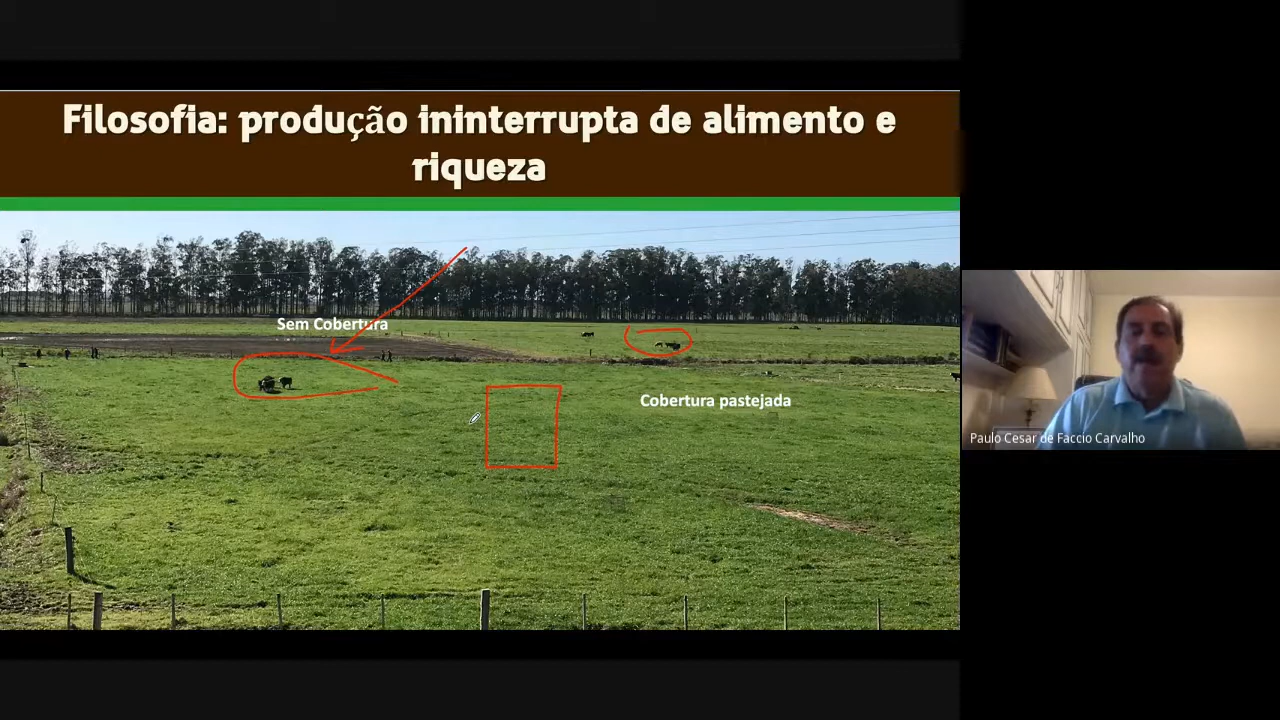 Filosofia: produção ininterrupta de alimento e
riqueza
Sem Cobertura
Cobertura pastejada
Paulo Cesar de Faccio Carvalho